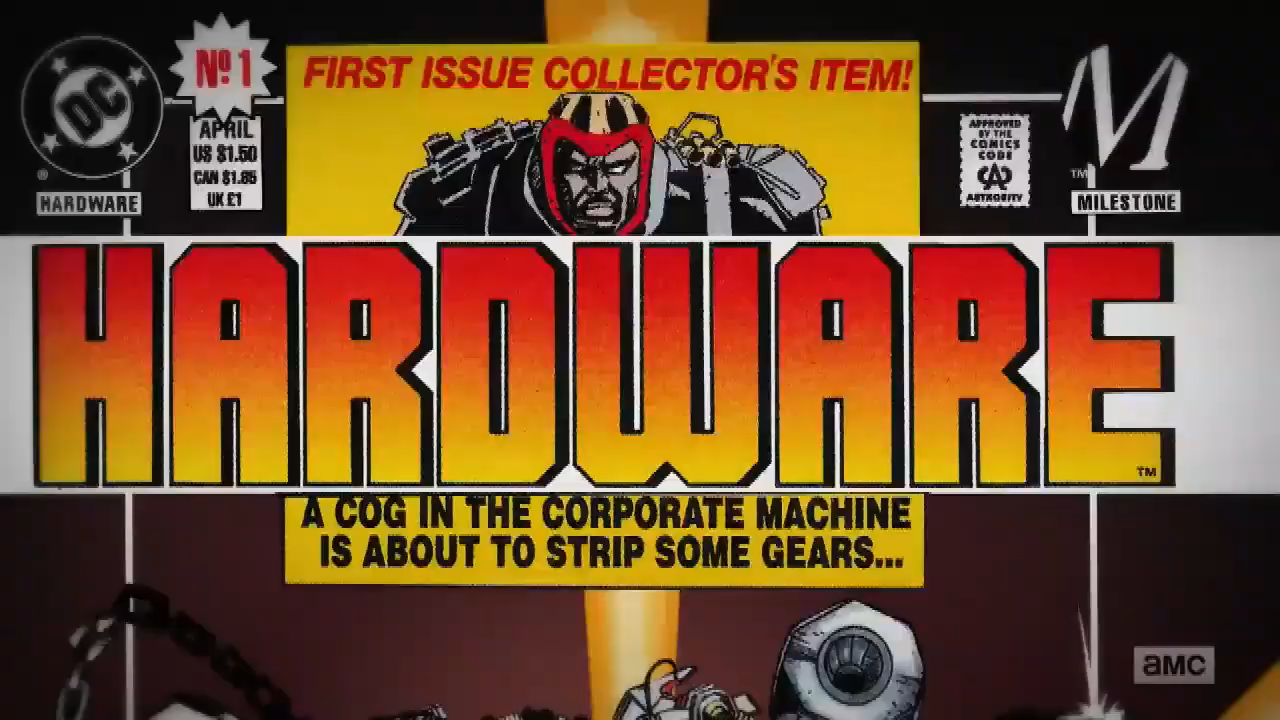 DC
HARDWARE
Nº 1
APRIL
US $1.50
CAN $1.85
UK £1
FIRST ISSUE COLLECTOR'S ITEM!
APPROVED
BY THE
COMICS
CODE
CA
AUTHORITY
M
TM
MILESTONE
HARDWARE
TM
A COG IN THE CORPORATE MACHINE
IS ABOUT TO STRIP SOME GEARS...
amc